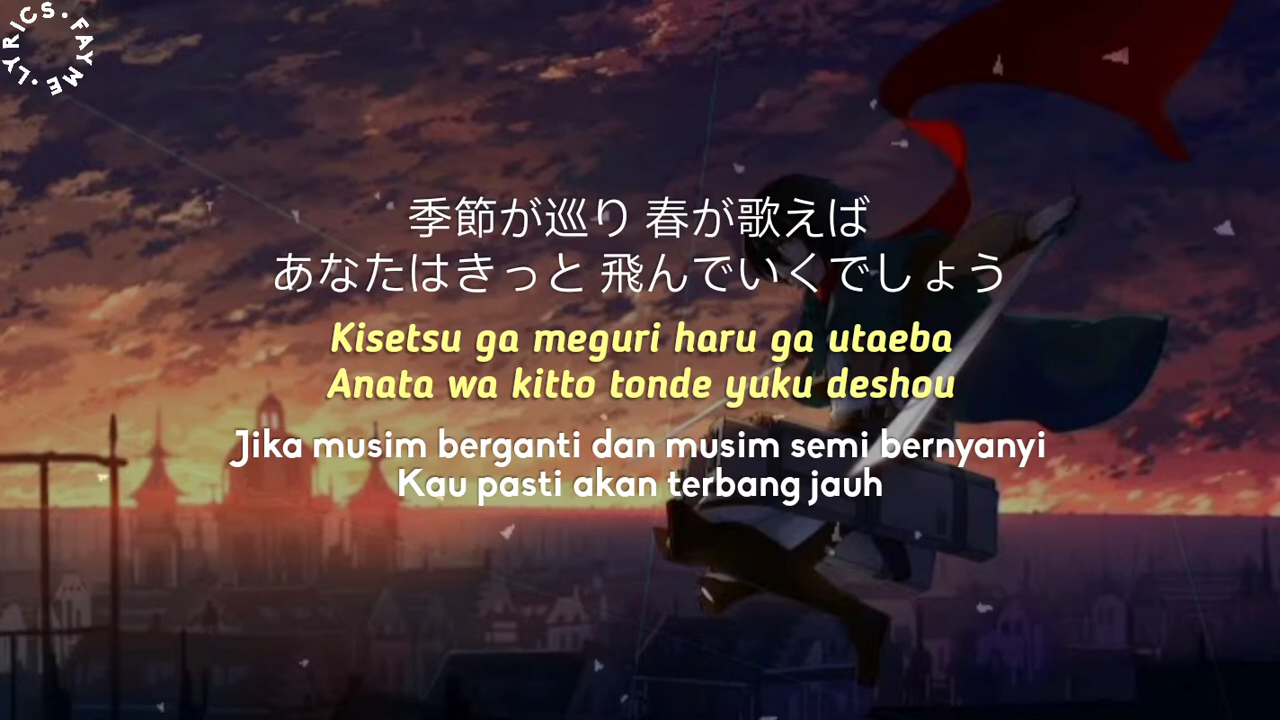 LYRICS.FAYME.
季節が巡り 春が歌えば
あなたはきっと 飛んでいくでしょう
Kisetsu ga meguri haru ga utaeba
Anata wa kitto tonde yuku deshou
Jika musim berganti dan musim semi bernyanyi
Kau pasti akan terbang jauh